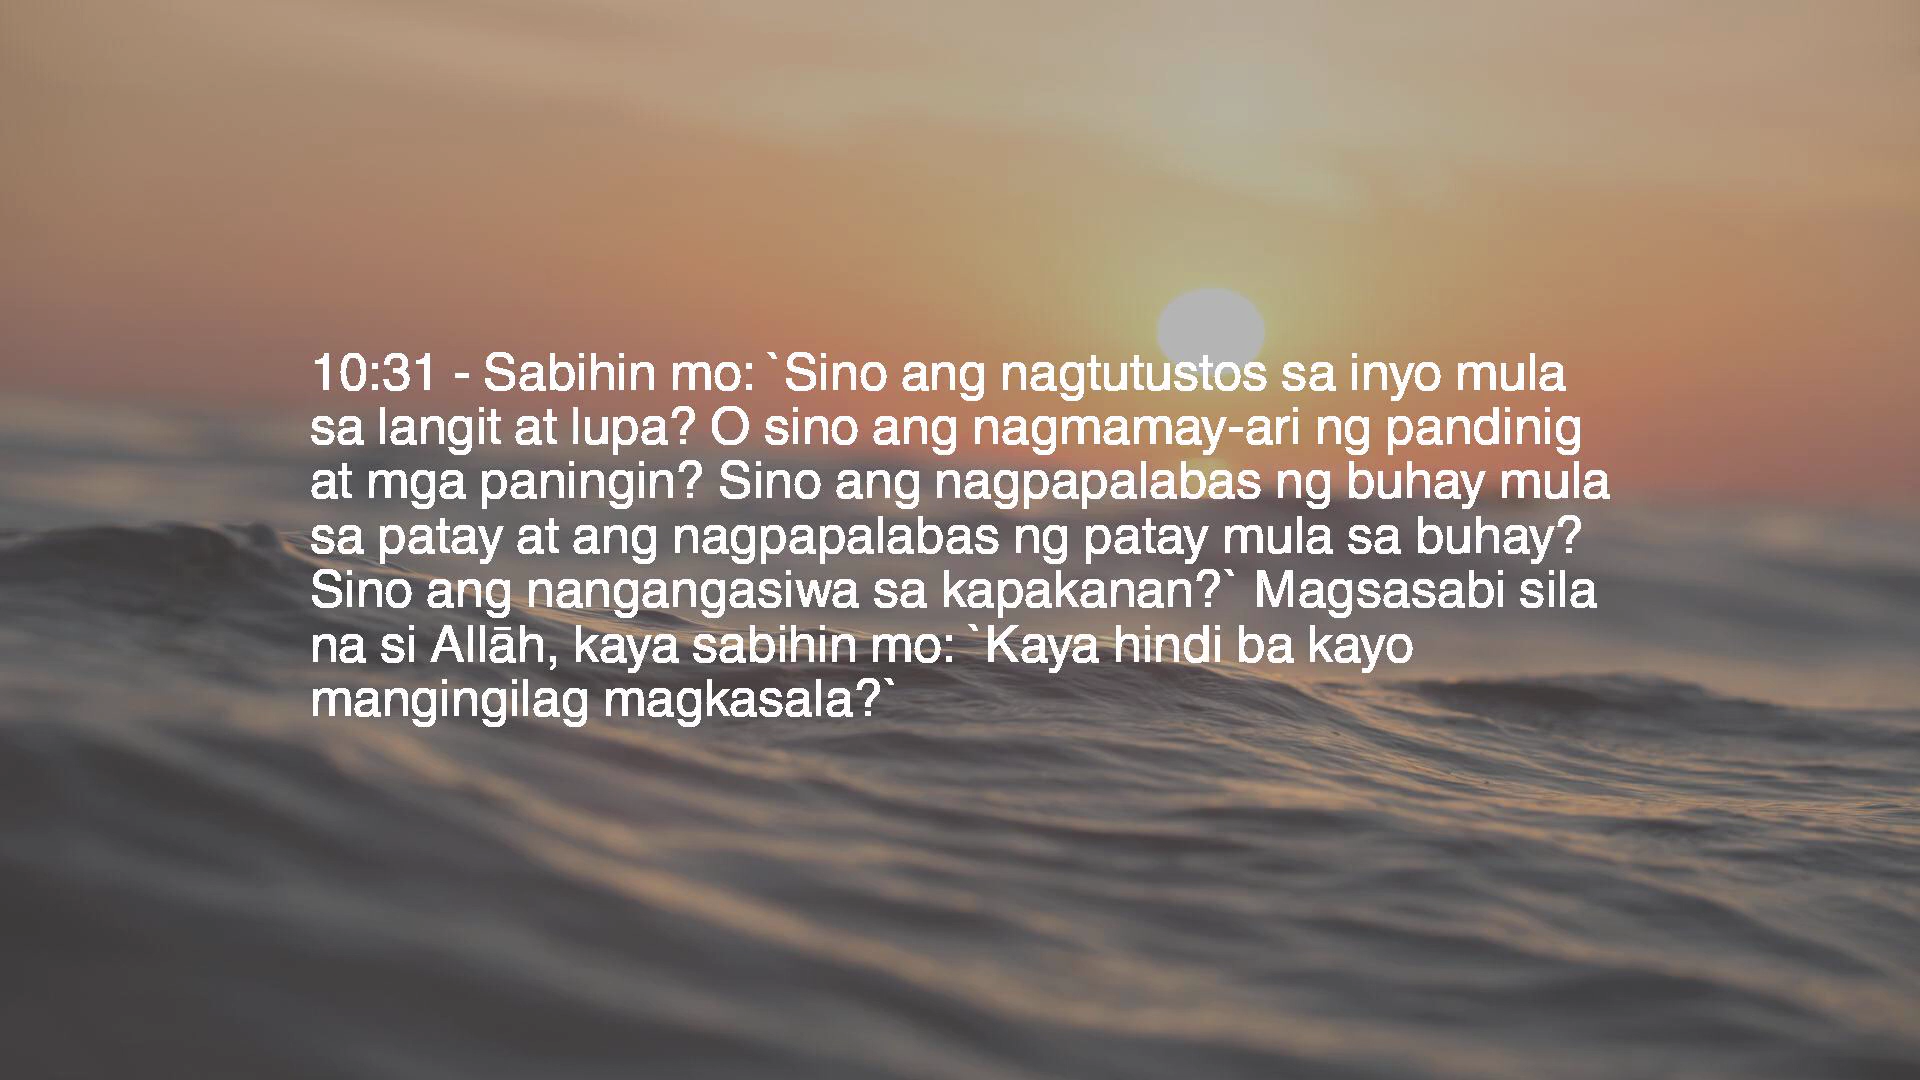 10:31 - Sabihin mo: `Sino ang nagtutustos sa inyo mula
sa langit at lupa? O sino ang nagmamay-ari ng pandinig
at mga paningin? Sino ang nagpapalabas ng buhay mula
sa patay at ang nagpapalabas ng patay mula sa buhay?
Sino ang nangangasiwa sa kapakanan?` Magsasabi sila
na si Allāh, kaya sabihin mo: `Kaya hindi ba kayo
mangingilag magkasala?`